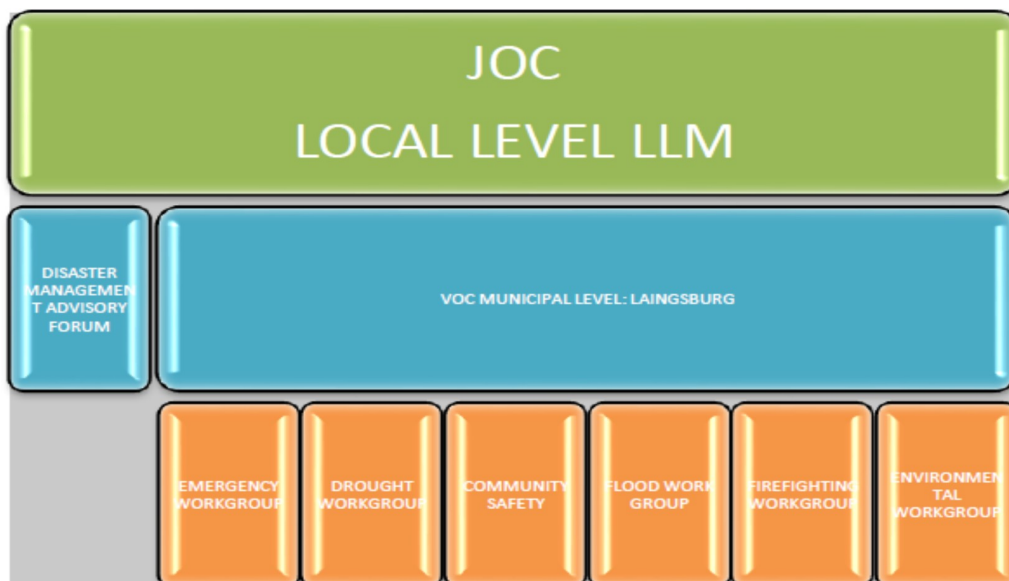 JOC
LOCAL LEVEL LLM
DISASTER
MANAGEMEN
T ADVISORY
FORUM
VOC MUNICIPAL LEVEL: LAINGSBURG
EMERGENCY
WORKGROUP
DROUGHT
WORKGROUP
COMMUNITY
SAFETY
FLOOD WORK
GROUP
FIREFIGHTING
WORKGROUP
ENVIRONMEN
TAL
WORKGROUP